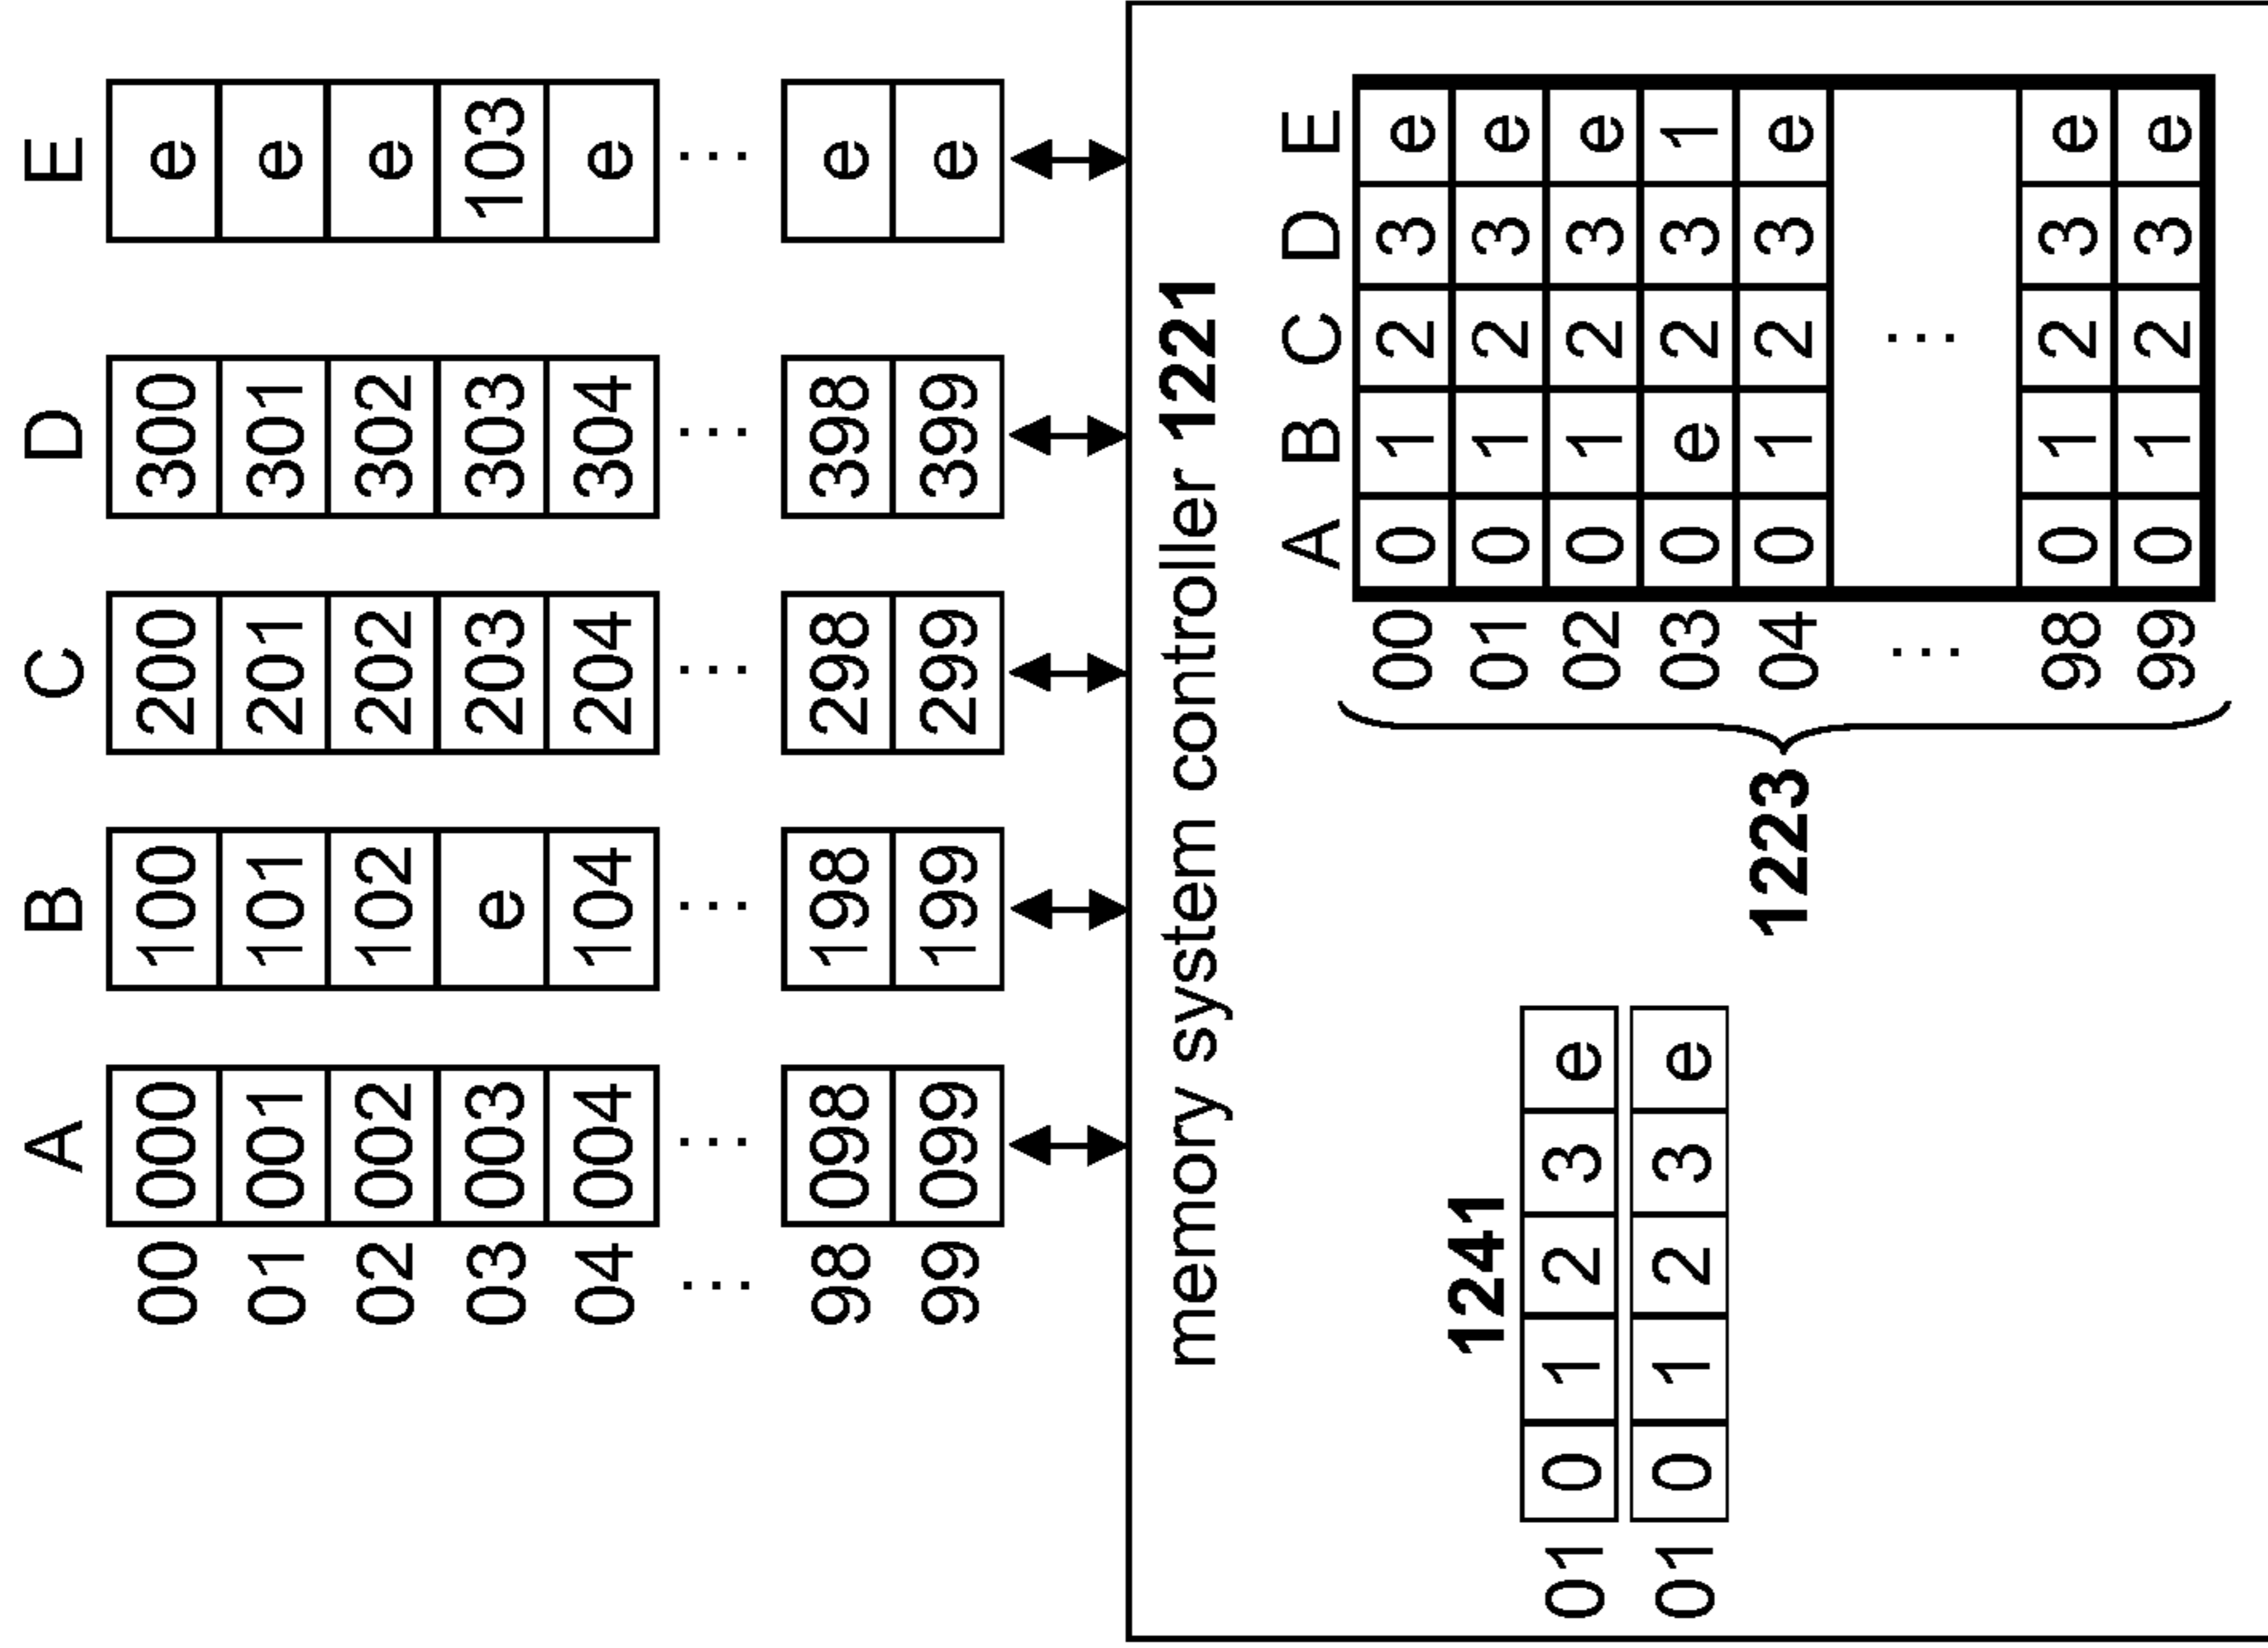 A B C D E
00 000 100 200 300 e
01 001 101 201 301 e
02 002 102 202 302 e
03 003 e 203 303 103
04 004 104 204 304 e
... ... ... ... ... ...
98 098 198 298 398 e
99 099 199 299 399 e
memory system controller 1221
1241
01 0 1 2 3 e
01 0 1 2 3 e
1223
A B C D E
00 0 1 2 3 e
01 0 1 2 3 e
02 0 1 2 3 e
03 0 e 2 3 1
04 0 1 2 3 e
... ...
98 0 1 2 3 e
99 0 1 2 3 e